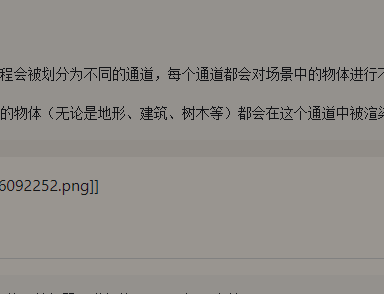 程会被划分为不同的通道，每个通道都会对场景中的物体进行
的物体（无论是地形、建筑、树木等）都会在这个通道中被渲
6092252.png]]